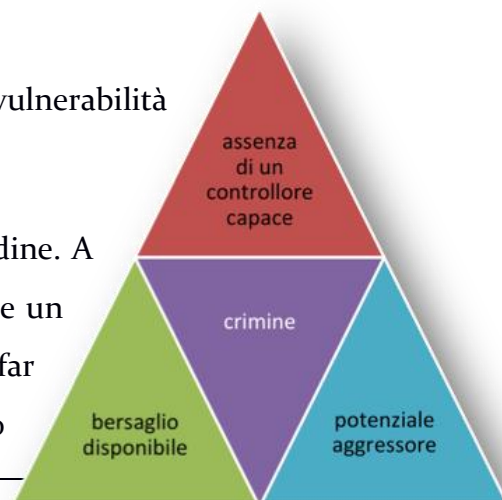 vulnerabilità
dine. A
e un
far
assenza
di un
controllore
capace
crimine
bersaglio
disponibile
potenziale
aggressore